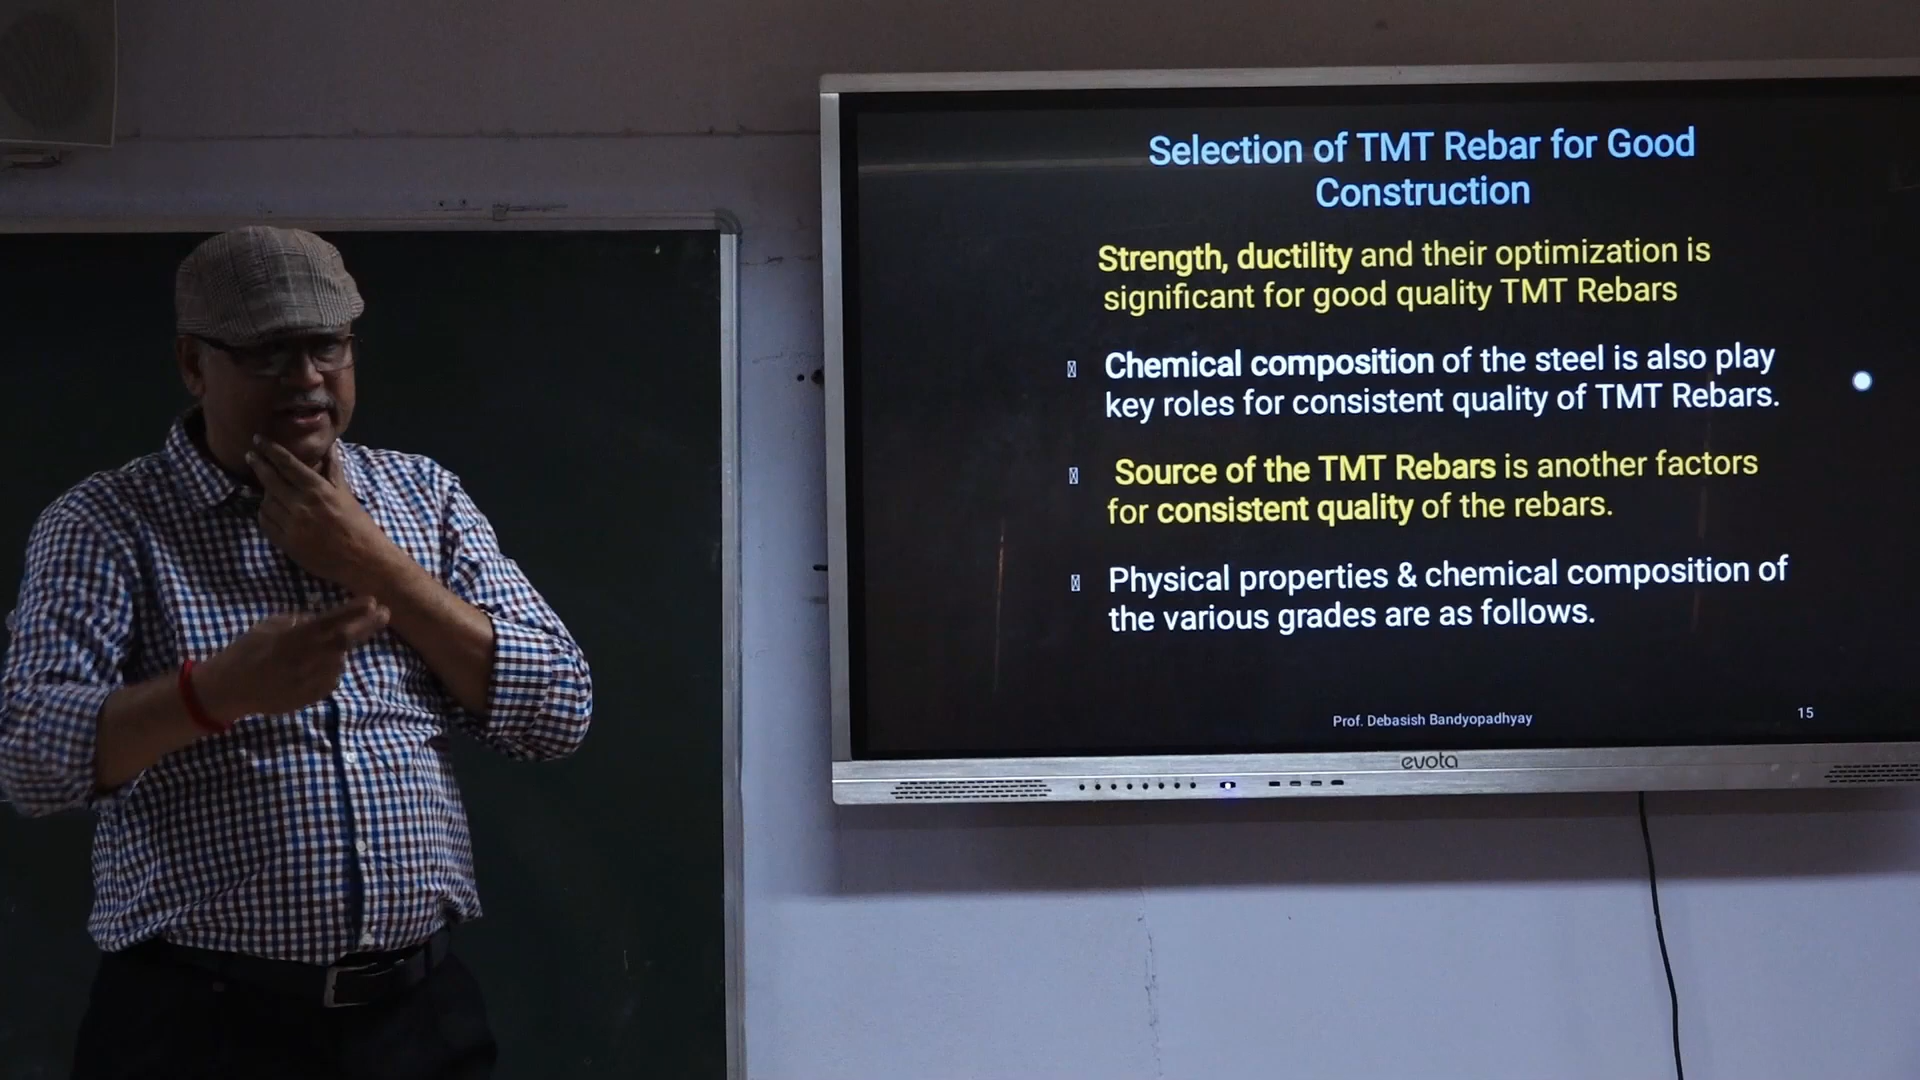 Selection of TMT Rebar for Good
Construction
Strength, ductility and their optimization is
significant for good quality TMT Rebars
Chemical composition of the steel is also play
key roles for consistent quality of TMT Rebars.
Source of the TMT Rebars is another factors
for consistent quality of the rebars.
Physical properties & chemical composition of
the various grades are as follows.
Prof. Debasish Bandyopadhyay
15
evota